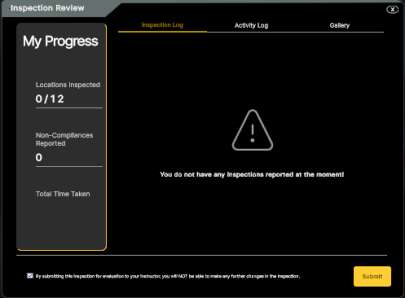 Inspection Review
My Progress
Locations Inspected
0/12
Non-Compliances
Reported
0
Total Time Taken
Inspection Log
Activity Log
Gallery
You do not have any Inspections reported at the moment!
By submitting this Inspection for evaluation to your Instructor, you will NOT be able to make any further changes in the Inspection.
Submit